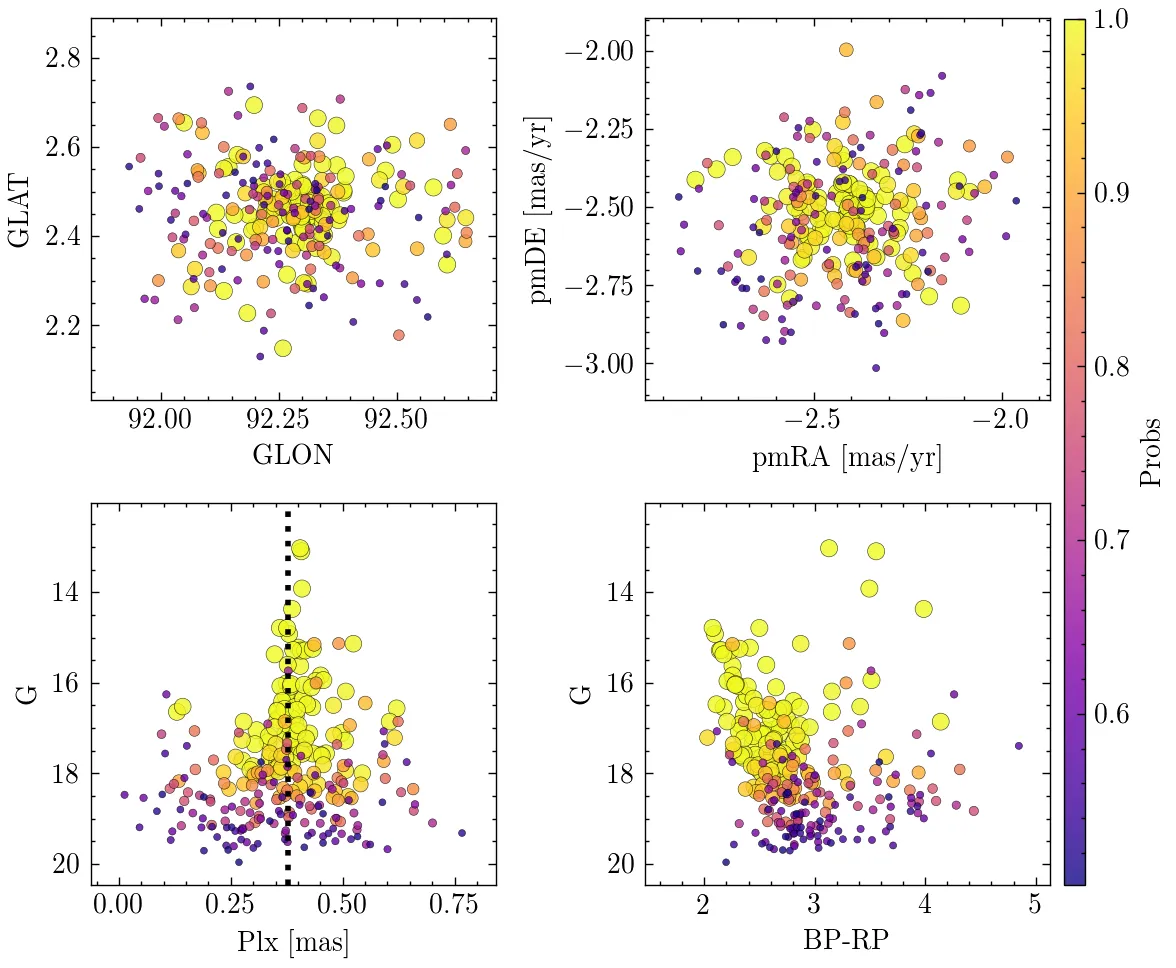 2.8
2.6
2.4
2.2
GLAT
92.00 92.25 92.50
GLON
−2.00
−2.25
−2.50
−2.75
−3.00
pmDE [mas/yr]
−2.5 −2.0
pmRA [mas/yr]
14
16
18
20
G
0.00 0.25 0.50 0.75
Plx [mas]
14
16
18
20
G
2 3 4 5
BP-RP
1.0
0.9
0.8
0.7
0.6
Probs